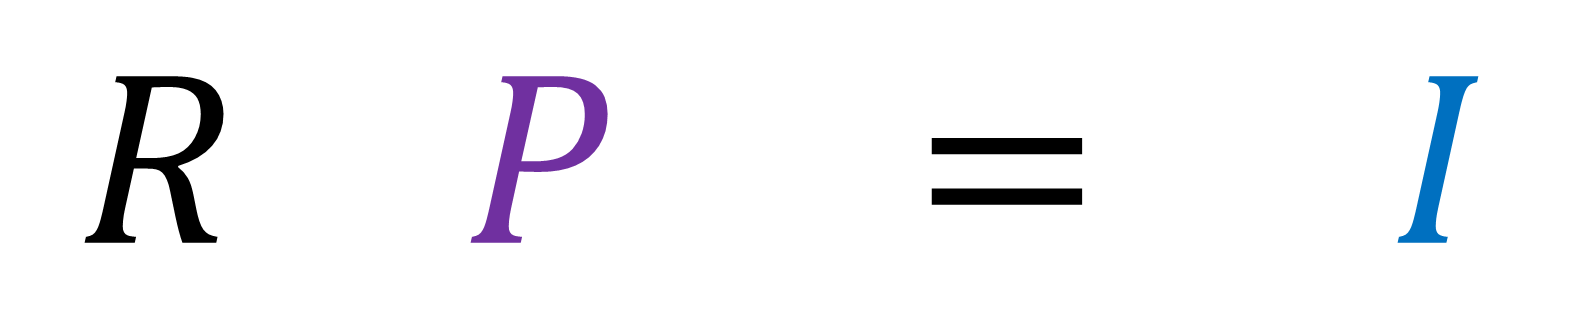 R P = I